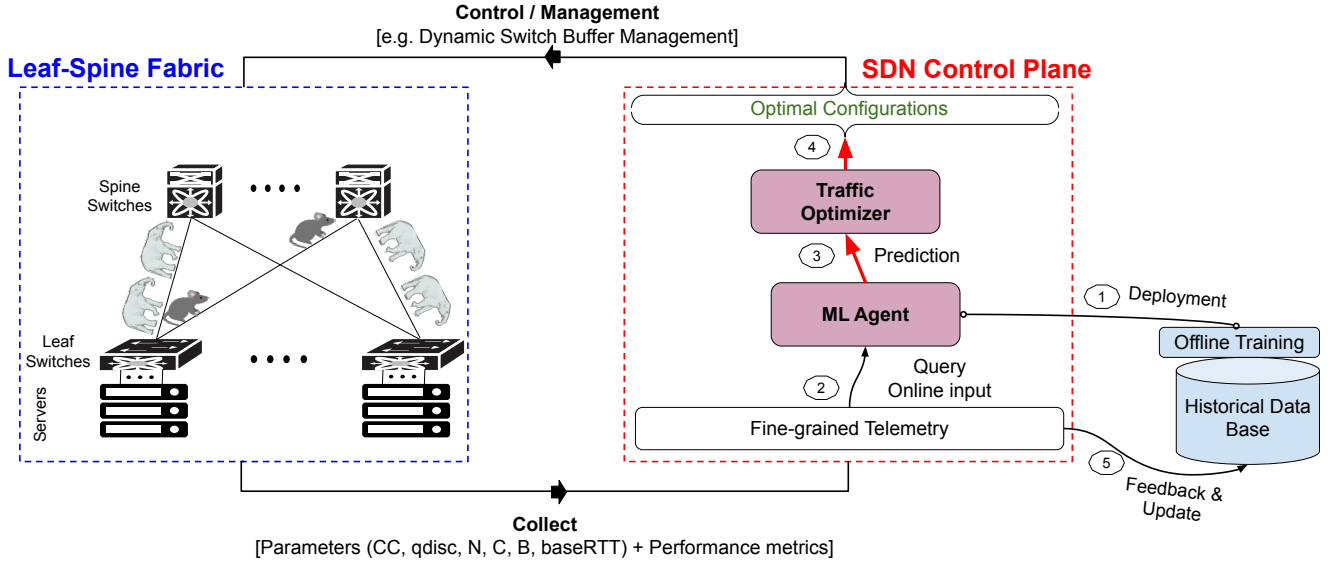 Control / Management
[e.g. Dynamic Switch Buffer Management]
Leaf-Spine Fabric
SDN Control Plane
Optimal Configurations
4
Spine
Switches
Traffic
Optimizer
3
Prediction
ML Agent
1
Deployment
Leaf
Switches
Offline Training
2
Query
Online input
Servers
Historical Data
Base
Fine-grained Telemetry
5
Feedback &
Update
Collect
[Parameters (CC, qdisc, N, C, B, baseRTT) + Performance metrics]